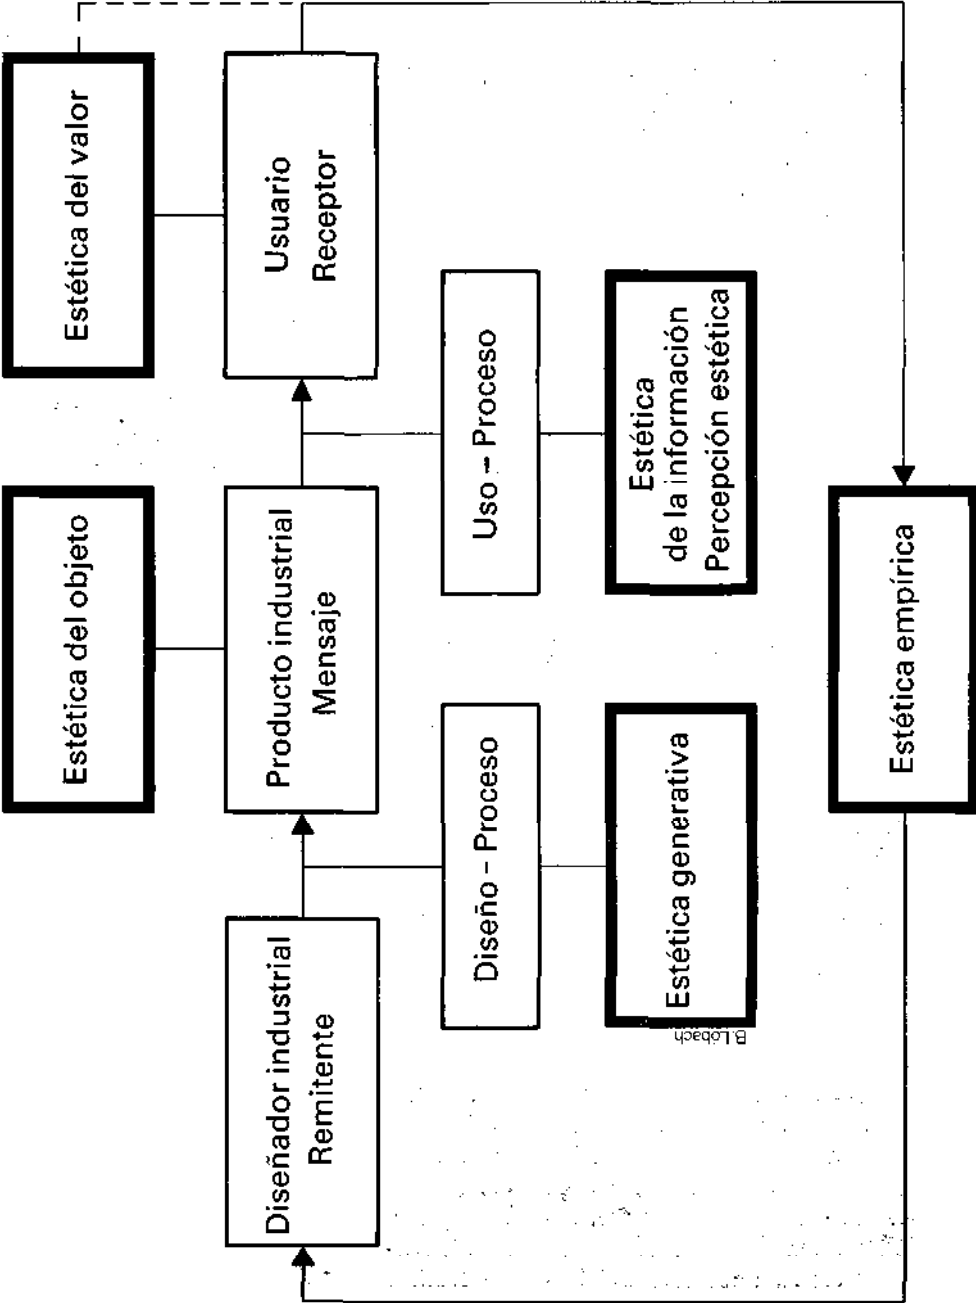 Estética del objeto
Estética del valor
Diseñador industrial
Remitente
Producto industrial
Mensaje
Usuario
Receptor
Diseño – Proceso
Uso – Proceso
Estética generativa
Estética
de la información
Percepción estética
B.Löbach
Estética empírica